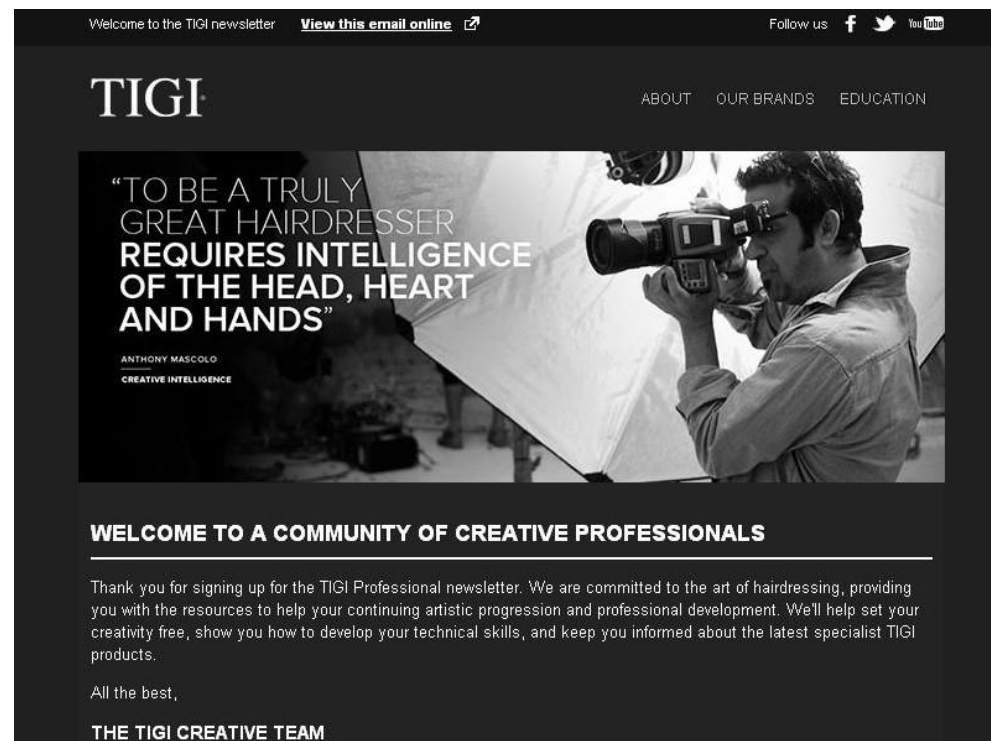 Welcome to the TIGI newsletter View this email online
Follow us f You Tube
TIGI
ABOUT OUR BRANDS EDUCATION
“TO BE A TRULY
GREAT HAIRDRESSER
REQUIRES INTELLIGENCE
OF THE HEAD, HEART
AND HANDS”
ANTHONY MASCOLO
CREATIVE INTELLIGENCE
WELCOME TO A COMMUNITY OF CREATIVE PROFESSIONALS
Thank you for signing up for the TIGI Professional newsletter. We are committed to the art of hairdressing, providing
you with the resources to help your continuing artistic progression and professional development. We'll help set your
creativity free, show you how to develop your technical skills, and keep you informed about the latest specialist TIGI
products.
All the best,
THE TIGI CREATIVE TEAM